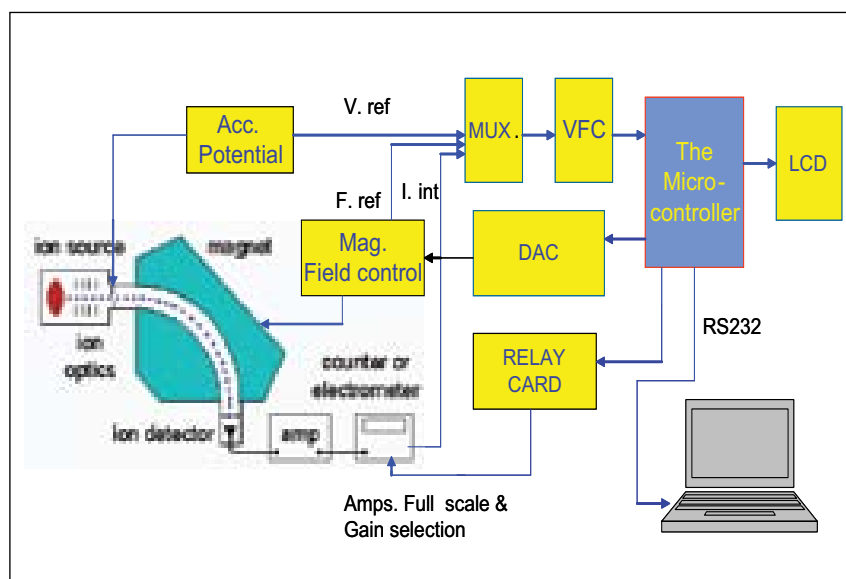 V. ref
Acc.
Potential
MUX.
VFC
The
Micro-
controller
LCD
F. ref
I. int
ion source
magnet
Mag.
Field control
DAC
RS232
ion
optics
counter or
electrometer
RELAY
CARD
ion detector
amp
Amps. Full scale &
Gain selection